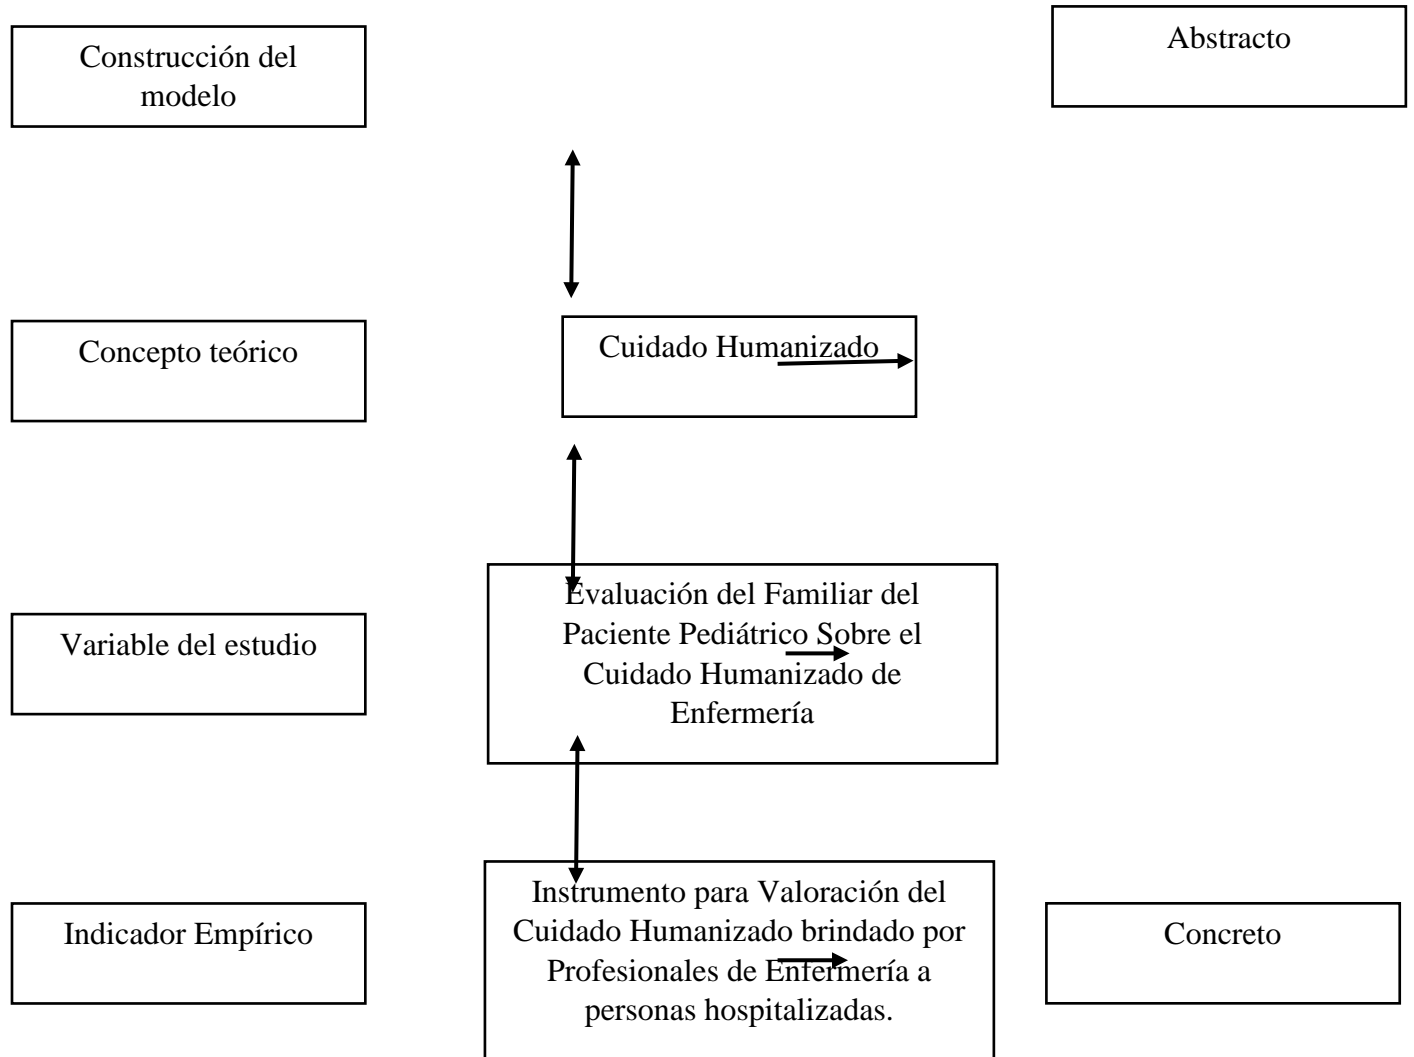 Construcción del
modelo
Abstracto
Concepto teórico
Cuidado Humanizado
Variable del estudio
Evaluación del Familiar del
Paciente Pediátrico Sobre el
Cuidado Humanizado de
Enfermería
Indicador Empírico
Instrumento para Valoración del
Cuidado Humanizado brindado por
Profesionales de Enfermería a
personas hospitalizadas.
Concreto